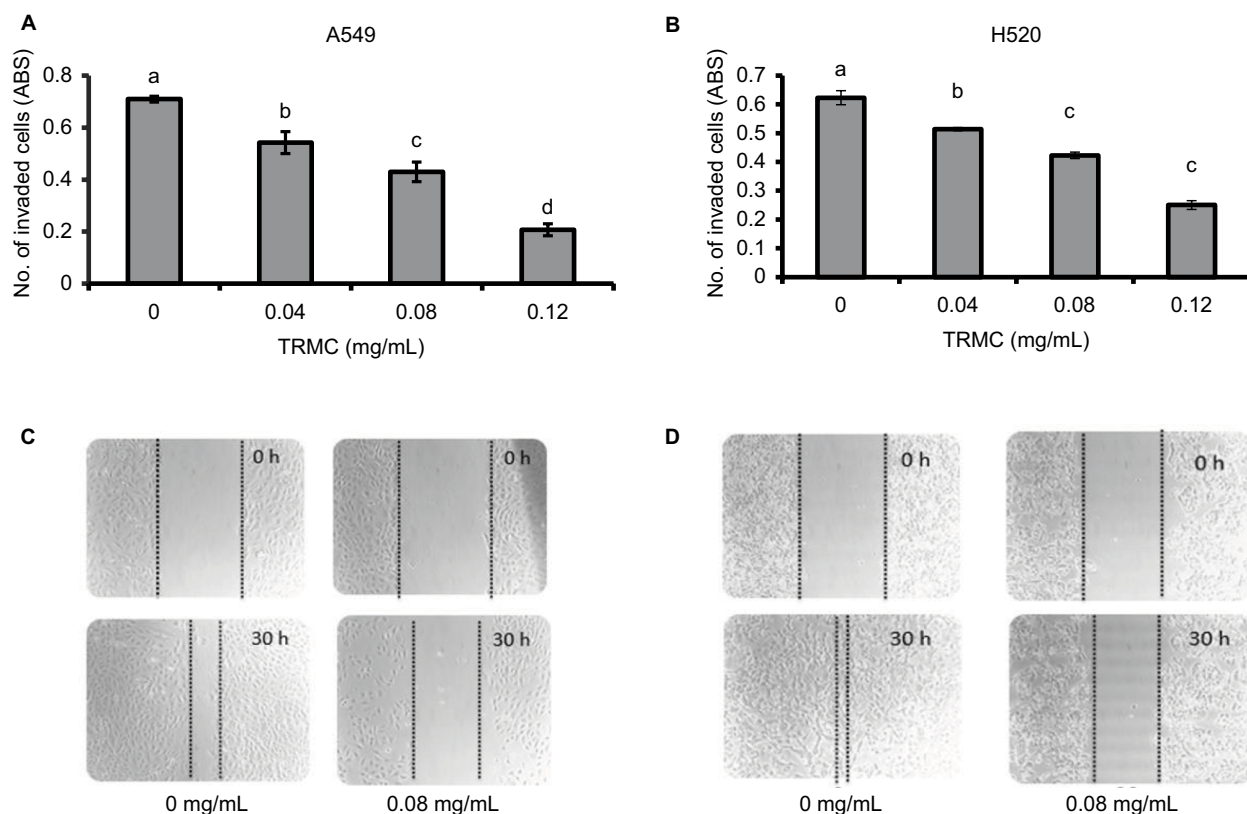 A
A549
No. of invaded cells (ABS)
0.8
0.6
0.4
0.2
0
a
b
c
d
0 0.04 0.08 0.12
TRMC (mg/mL)
B
H520
No. of invaded cells (ABS)
0.7
0.6
0.5
0.4
0.3
0.2
0.1
0
a
b
c
c
0 0.04 0.08 0.12
TRMC (mg/mL)
C
0 h
0 h
30 h
30 h
0 mg/mL 0.08 mg/mL
D
0 h
0 h
30 h
30 h
0 mg/mL 0.08 mg/mL